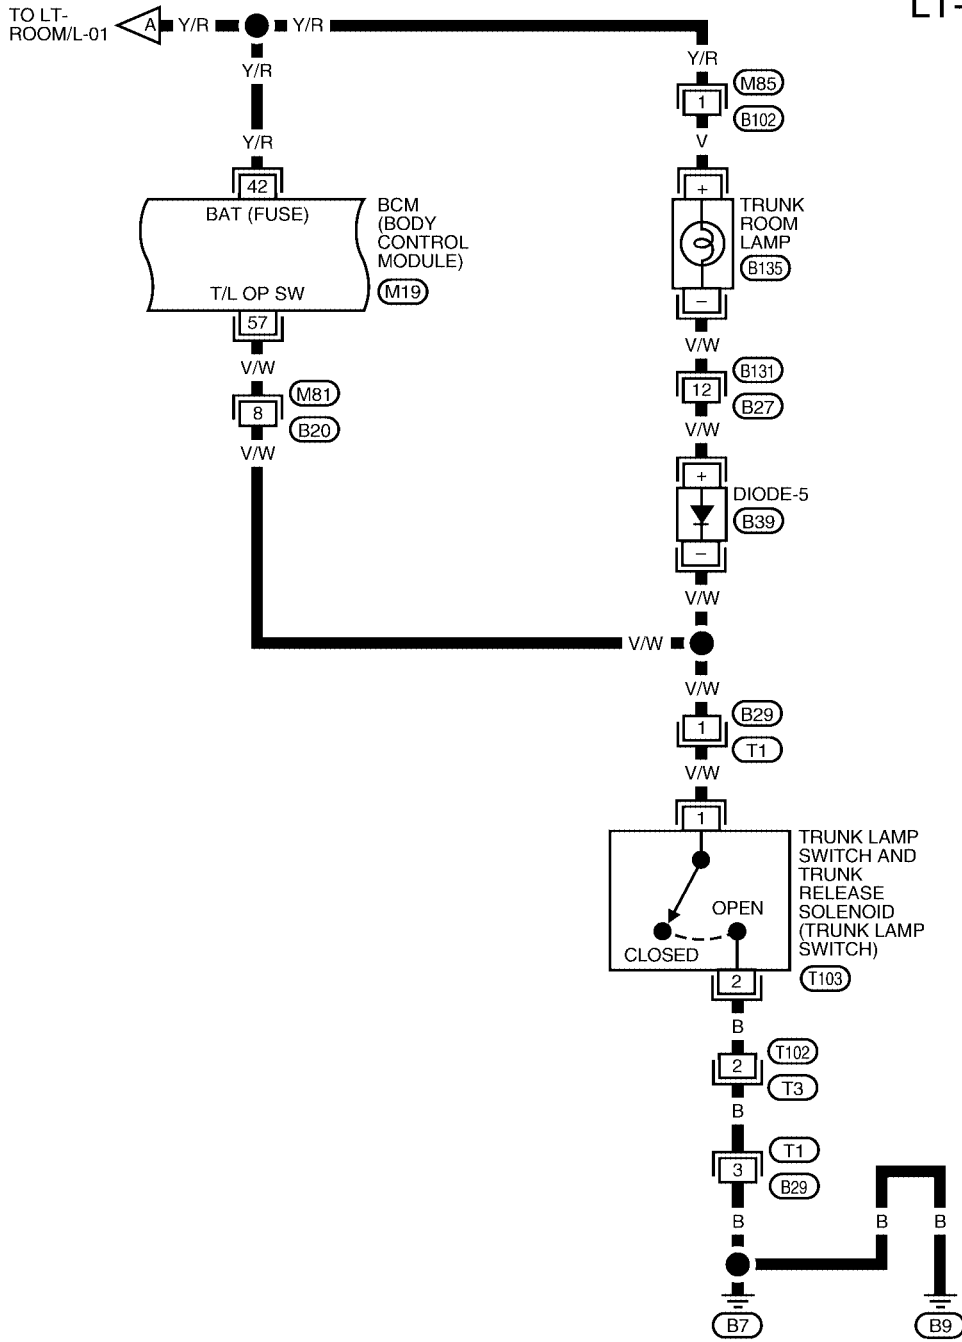 LT-
TO LT-
ROOM/L-01
A
Y/R
Y/R
Y/R
Y/R
42
BAT (FUSE)
T/L OP SW
57
BCM
(BODY
CONTROL
MODULE)
M19
V/W
8
M81
B20
V/W
Y/R
1
M85
B102
V
+
TRUNK
ROOM
LAMP
B135
–
V/W
12
B131
B27
V/W
+
DIODE-5
B39
–
V/W
V/W
V/W
1
B29
T1
V/W
1
OPEN
CLOSED
TRUNK LAMP
SWITCH AND
TRUNK
RELEASE
SOLENOID
(TRUNK LAMP
SWITCH)
T103
2
B
2
T102
T3
B
3
T1
B29
B
B
B
B7
B9